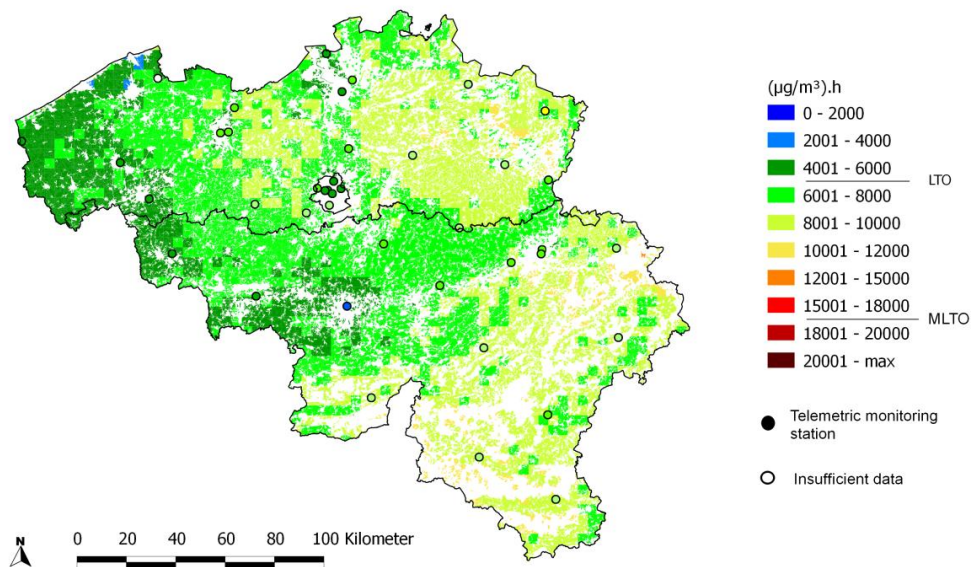 (µg/m³).h
0 - 2000
2001 - 4000
4001 - 6000
LTO
6001 - 8000
8001 - 10000
10001 - 12000
12001 - 15000
15001 - 18000
MLTO
18001 - 20000
20001 - max
Telemetric monitoring
station
Insufficient data
N
0 20 40 60 80 100 Kilometer